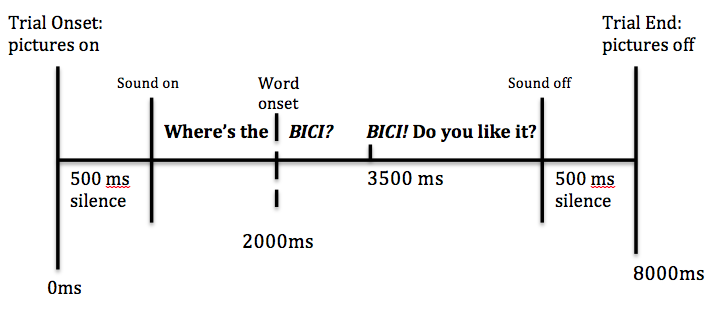 Trial Onset:
pictures on
Trial End:
pictures off
Sound on
Word
onset
Sound off
Where's the BICI? BICI! Do you like it?
500 ms
silence
3500 ms
500 ms
silence
2000ms
8000ms
0ms